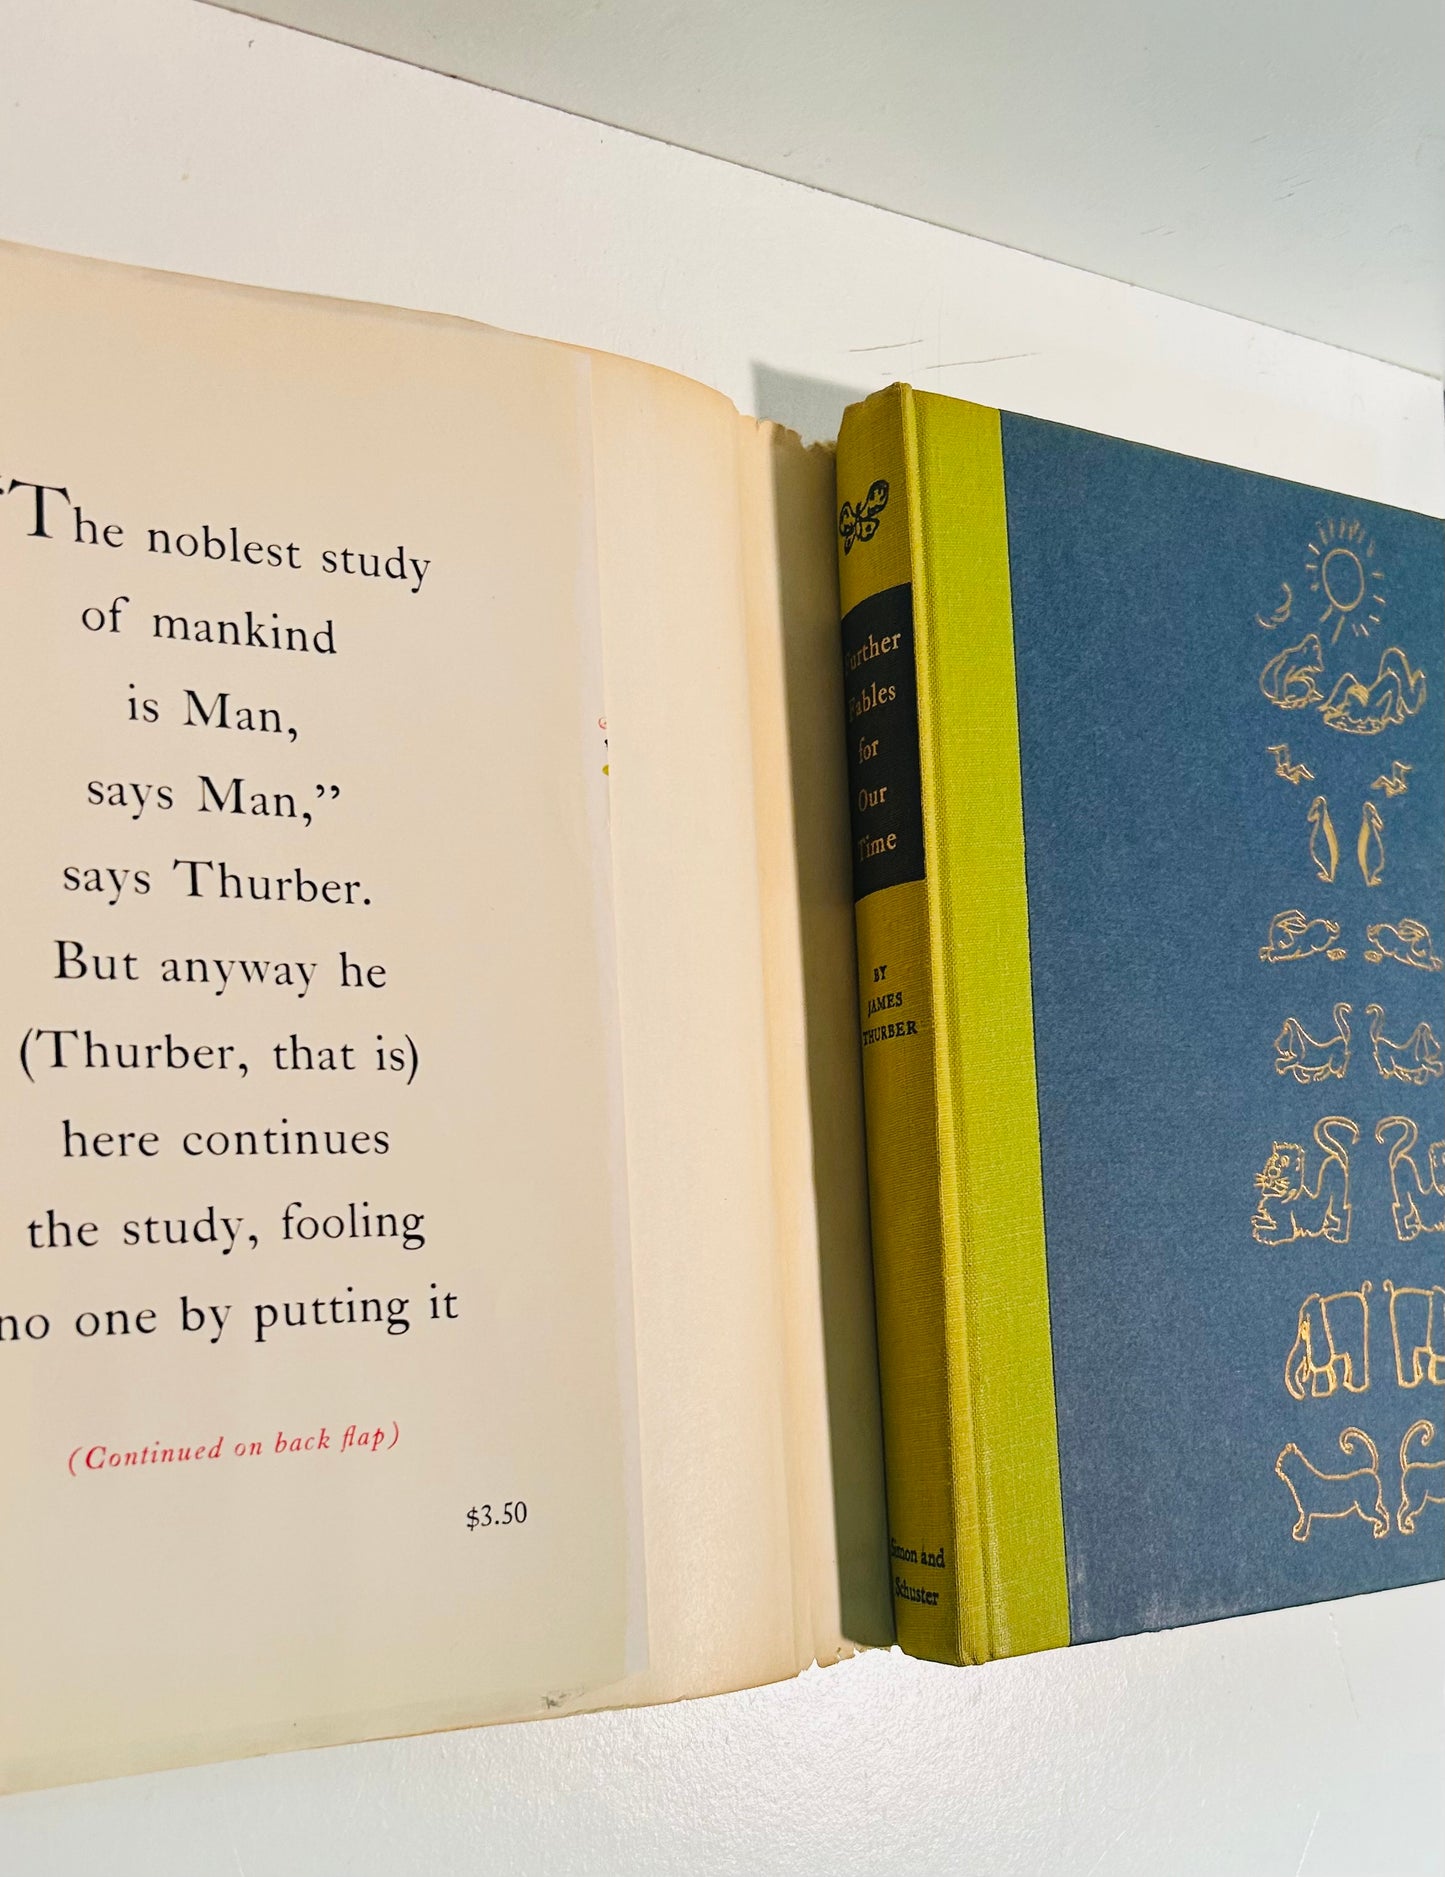 “The noblest study
of mankind
is Man,
says Man,”
says Thurber.
But anyway he
(Thurber, that is)
here continues
the study, fooling
no one by putting it
(Continued on back flap)
$3.50
Further
Fables
for
Our
Time
BY
JAMES
THURBER
Simon and
Schuster